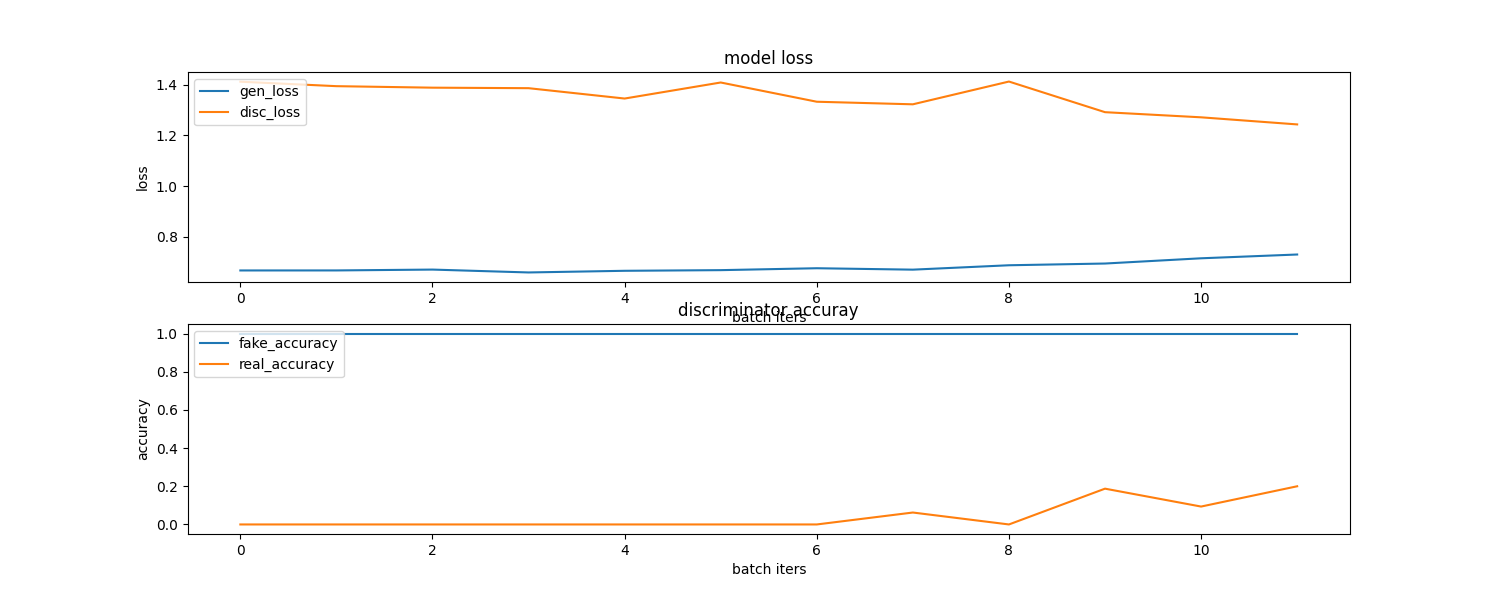 model loss
gen_loss
disc_loss
loss
1.4
1.2
1.0
0.8
0 2 4 6 8 10
batch iters
discriminator accuray
fake_accuracy
real_accuracy
accuracy
1.0
0.8
0.6
0.4
0.2
0.0
0 2 4 6 8 10
batch iters